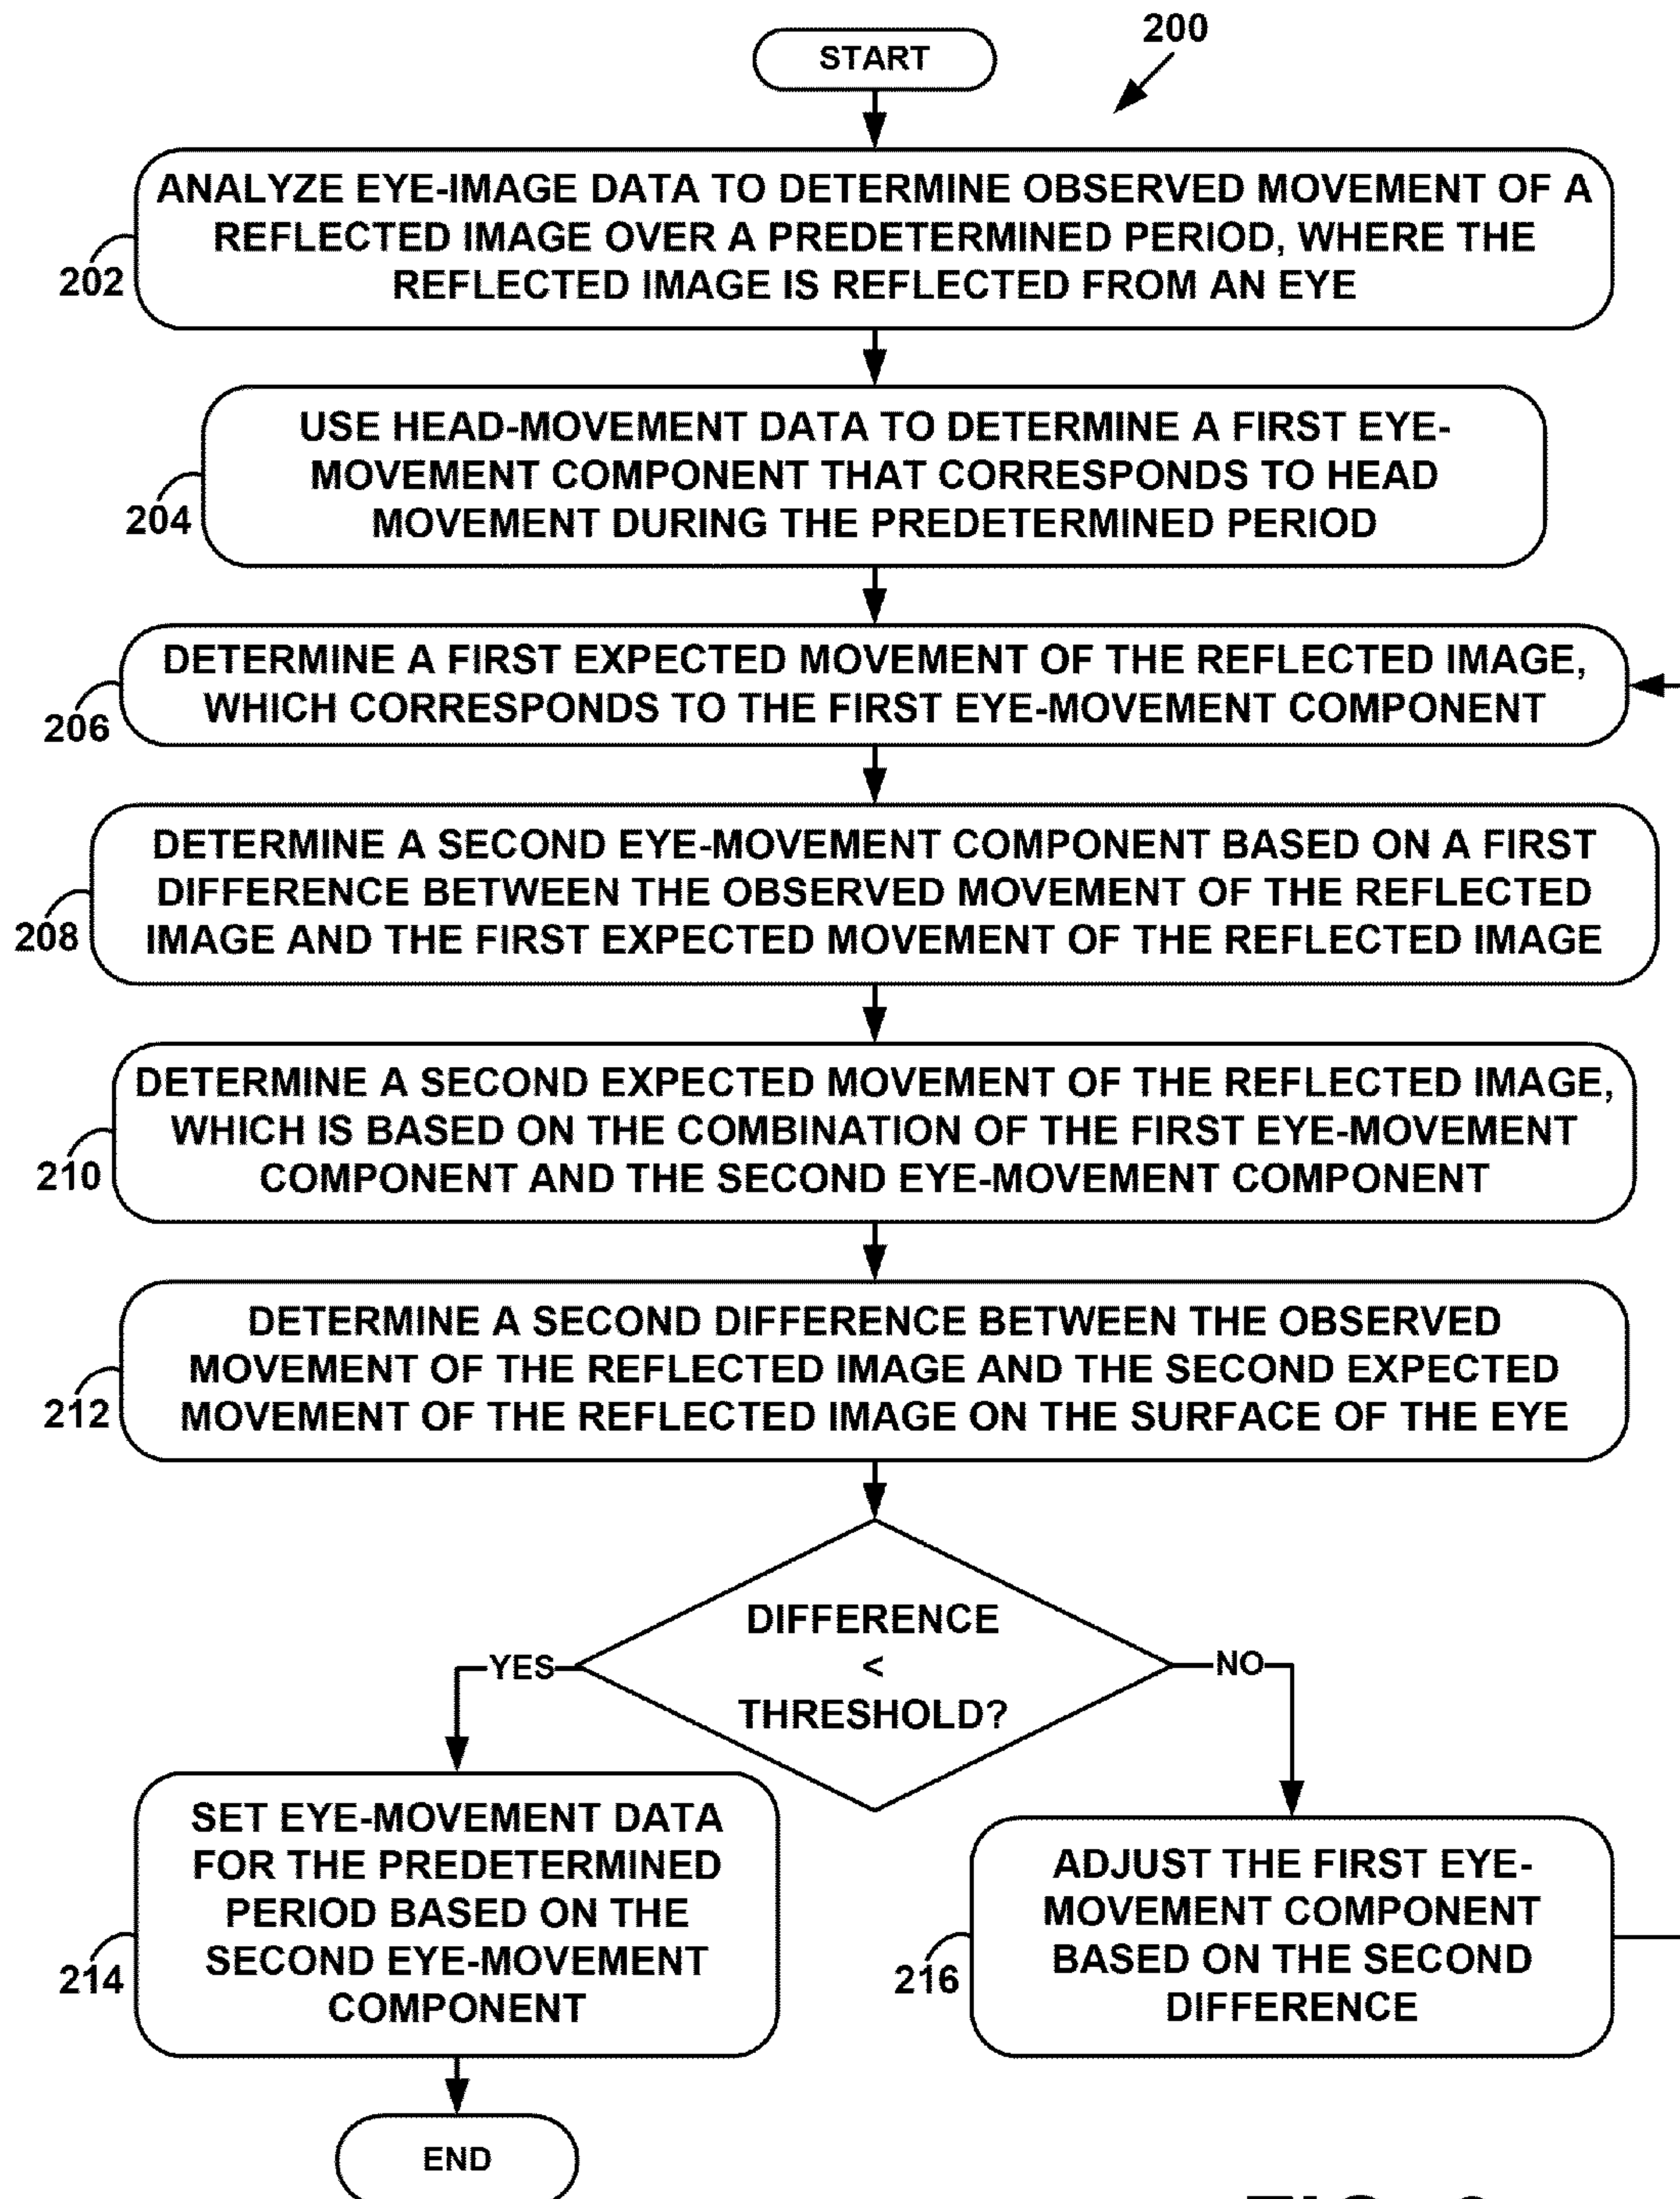 200
START
ANALYZE EYE-IMAGE DATA TO DETERMINE OBSERVED MOVEMENT OF A
REFLECTED IMAGE OVER A PREDETERMINED PERIOD, WHERE THE
REFLECTED IMAGE IS REFLECTED FROM AN EYE
202
USE HEAD-MOVEMENT DATA TO DETERMINE A FIRST EYE-
MOVEMENT COMPONENT THAT CORRESPONDS TO HEAD
MOVEMENT DURING THE PREDETERMINED PERIOD
204
DETERMINE A FIRST EXPECTED MOVEMENT OF THE REFLECTED IMAGE,
WHICH CORRESPONDS TO THE FIRST EYE-MOVEMENT COMPONENT
206
DETERMINE A SECOND EYE-MOVEMENT COMPONENT BASED ON A FIRST
DIFFERENCE BETWEEN THE OBSERVED MOVEMENT OF THE REFLECTED
IMAGE AND THE FIRST EXPECTED MOVEMENT OF THE REFLECTED IMAGE
208
DETERMINE A SECOND EXPECTED MOVEMENT OF THE REFLECTED IMAGE,
WHICH IS BASED ON THE COMBINATION OF THE FIRST EYE-MOVEMENT
COMPONENT AND THE SECOND EYE-MOVEMENT COMPONENT
210
DETERMINE A SECOND DIFFERENCE BETWEEN THE OBSERVED
MOVEMENT OF THE REFLECTED IMAGE AND THE SECOND EXPECTED
MOVEMENT OF THE REFLECTED IMAGE ON THE SURFACE OF THE EYE
212
DIFFERENCE
<
THRESHOLD?
YES
NO
SET EYE-MOVEMENT DATA
FOR THE PREDETERMINED
PERIOD BASED ON THE
SECOND EYE-MOVEMENT
COMPONENT
214
ADJUST THE FIRST EYE-
MOVEMENT COMPONENT
BASED ON THE SECOND
DIFFERENCE
216
END